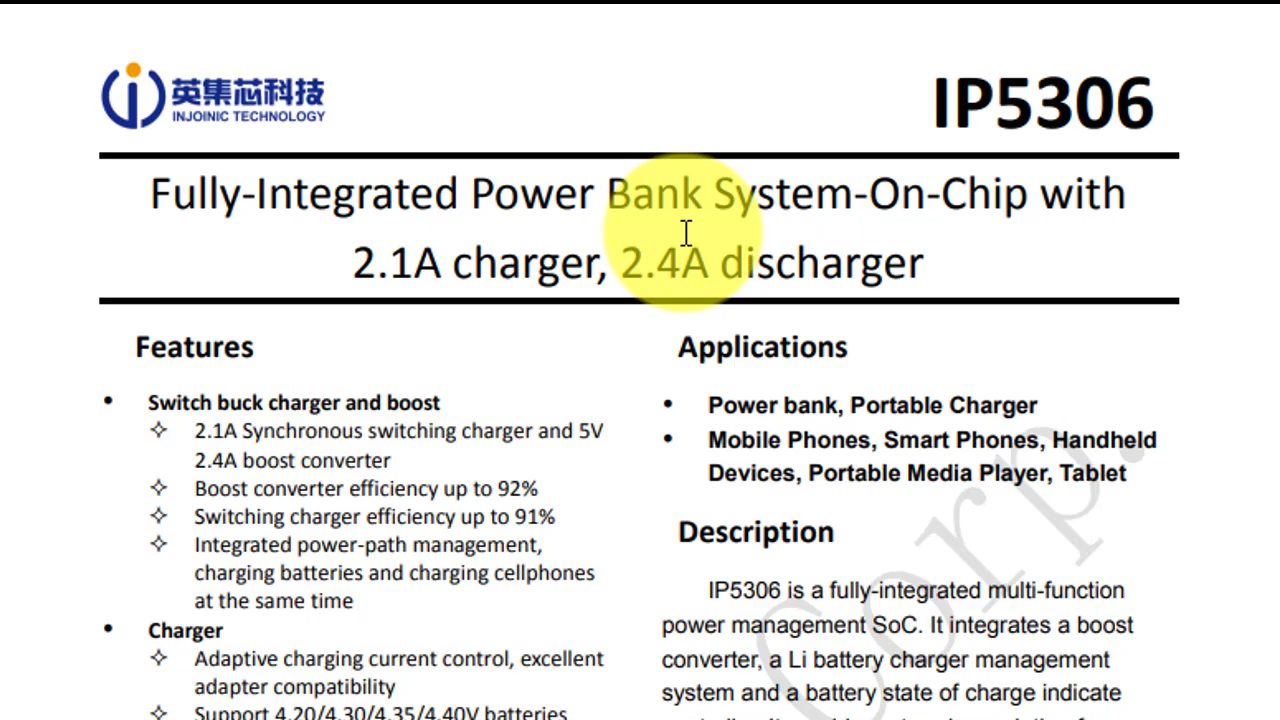 英集芯科技
INJOINIC TECHNOLOGY
IP5306
Fully-Integrated Power Bank System-On-Chip with
2.1A charger, 2.4A discharger
Features
• Switch buck charger and boost
✧ 2.1A Synchronous switching charger and 5V
2.4A boost converter
✧ Boost converter efficiency up to 92%
✧ Switching charger efficiency up to 91%
✧ Integrated power-path management,
charging batteries and charging cellphones
at the same time
• Charger
✧ Adaptive charging current control, excellent
adapter compatibility
✧ Support 4.20/4.30/4.35/4.40V batteries
Applications
• Power bank, Portable Charger
• Mobile Phones, Smart Phones, Handheld
Devices, Portable Media Player, Tablet
Description
IP5306 is a fully-integrated multi-function
power management SoC. It integrates a boost
converter, a Li battery charger management
system and a battery state of charge indicate
Corp.